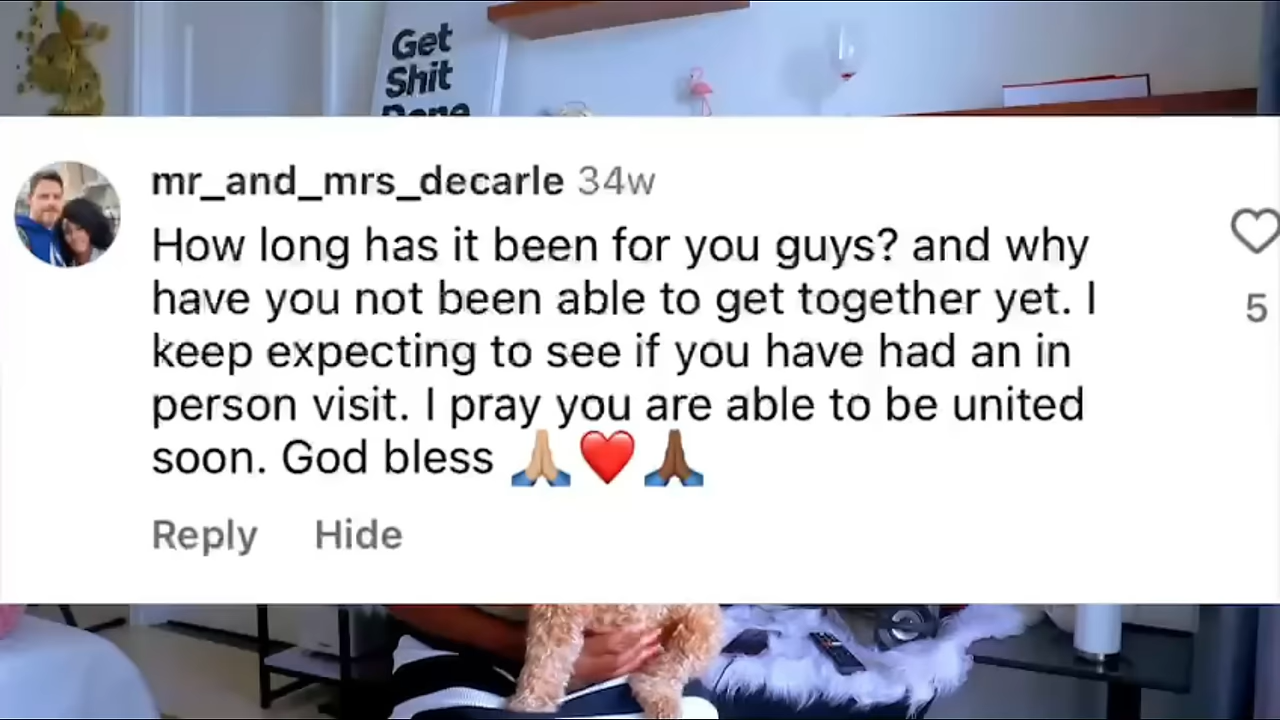 Get
Shit
Done
mr_and_mrs_decarle 34w
How long has it been for you guys? and why
have you not been able to get together yet. I
keep expecting to see if you have had an in
person visit. I pray you are able to be united
soon. God bless 🙏🏼❤️🙏🏾
5
Reply Hide